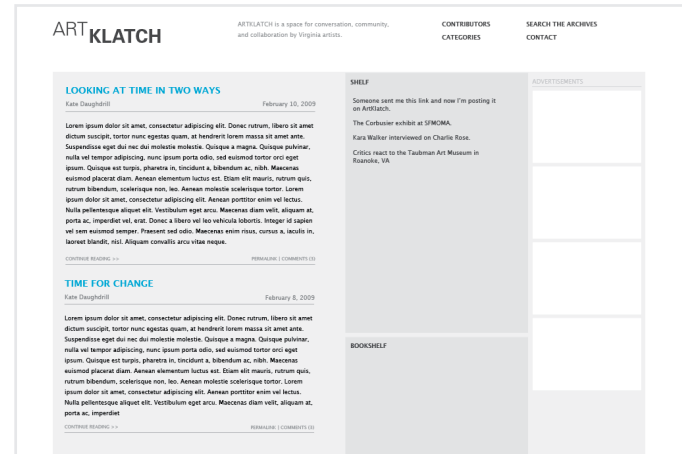 ART KLATCH
ARTKLATCH is a space for conversation, community,
and collaboration by Virginia artists.
CONTRIBUTORS
CATEGORIES
SEARCH THE ARCHIVES
CONTACT
LOOKING AT TIME IN TWO WAYS
Kate Daughdrill February 10, 2009
Lorem ipsum dolor sit amet, consectetur adipiscing elit. Donec rutrum, libero sit amet
dictum suscipit, tortor nunc egestas quam, at hendrerit lorem massa sit amet ante.
Suspendisse eget dui nec dui molestie molestie. Quisque a magna. Quisque pulvinar,
nulla vel tempor adipiscing, nunc ipsum porta odio, sed euismod tortor orci eget
ipsum. Quisque est turpis, pharetra in, tincidunt a, bibendum ac, nibh. Maecenas
euismod placerat diam. Aenean elementum luctus est. Etiam elit mauris, rutrum quis,
rutrum bibendum, scelerisque non, leo. Aenean molestie scelerisque tortor. Lorem
ipsum dolor sit amet, consectetur adipiscing elit. Aenean porttitor enim vel lectus.
Nulla pellentesque aliquet elit. Vestibulum eget arcu. Maecenas diam velit, aliquam at,
porta ac, imperdiet vel, erat. Donec a libero vel leo vehicula lobortis. Integer id sapien
vel sem euismod semper. Praesent sed odio. Maecenas enim risus, cursus a, iaculis in,
laoreet blandit, nisl. Aliquam convallis arcu vitae neque.
CONTINUE READING >> PERMALINK | COMMENTS (3)
TIME FOR CHANGE
Kate Daughdrill February 8, 2009
Lorem ipsum dolor sit amet, consectetur adipiscing elit. Donec rutrum, libero sit amet
dictum suscipit, tortor nunc egestas quam, at hendrerit lorem massa sit amet ante.
Suspendisse eget dui nec dui molestie molestie. Quisque a magna. Quisque pulvinar,
nulla vel tempor adipiscing, nunc ipsum porta odio, sed euismod tortor orci eget
ipsum. Quisque est turpis, pharetra in, tincidunt a, bibendum ac, nibh. Maecenas
euismod placerat diam. Aenean elementum luctus est. Etiam elit mauris, rutrum quis,
rutrum bibendum, scelerisque non, leo. Aenean molestie scelerisque tortor. Lorem
ipsum dolor sit amet, consectetur adipiscing elit. Aenean porttitor enim vel lectus.
Nulla pellentesque aliquet elit. Vestibulum eget arcu. Maecenas diam velit, aliquam at,
porta ac, imperdiet
CONTINUE READING >> PERMALINK | COMMENTS (3)
SHELF
Someone sent me this link and now I'm posting it
on ArtKlatch.
The Corbusier exhibit at SFMOMA.
Kara Walker interviewed on Charlie Rose.
Critics react to the Taubman Art Museum in
Roanoke, VA
BOOKSHELF
ADVERTISEMENTS